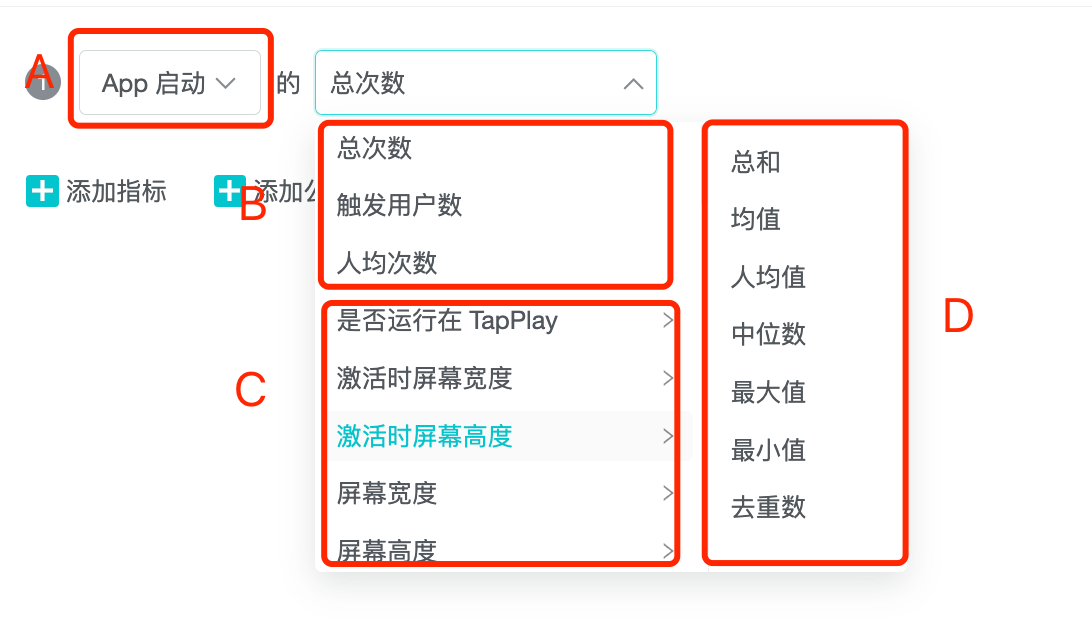 A
App 启动 的 总次数
添加指标 添加公
B
总次数
触发用户数
人均次数
C
是否运行在 TapPlay
激活时屏幕宽度
激活时屏幕高度
屏幕宽度
屏幕高度
总和
均值
人均值
中位数
最大值
最小值
去重数
D